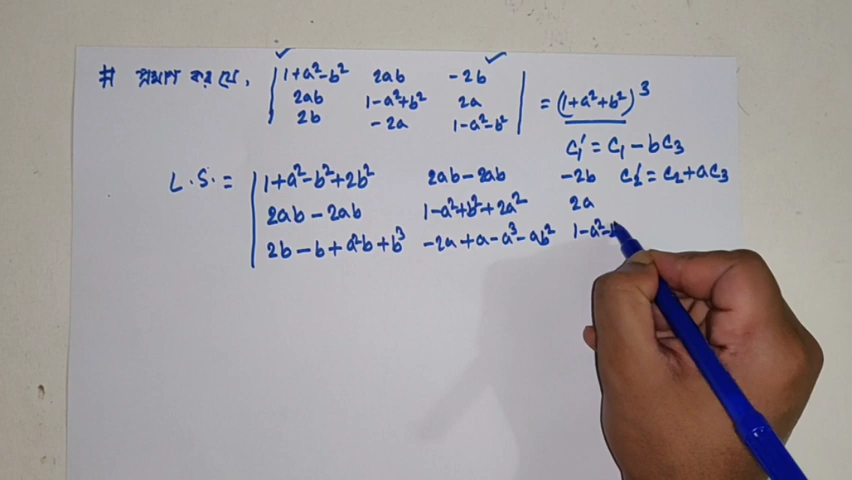 # প্রমাণ কর যে, | 1+a²-b² 2ab -2b |
| 2ab 1-a²+b² 2a | = (1+a²+b²)³
| 2b -2a 1-a²-b² |
C₁' = C₁ - bC₃
L.S. = | 1+a²-b²+2b² 2ab-2ab -2b C₂' = C₂+aC₃
| 2ab-2ab 1-a²+b²+2a² 2a
| 2b-b+a²b+b³ -2a+a-a³-ab² 1-a²-b